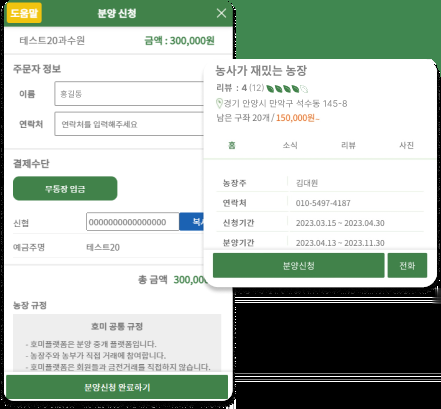 도움말
분양 신청
테스트20과수원
금액 : 300,000원
주문자 정보
이름
홍길동
연락처
연락처를 입력해주세요
결제수단
무통장 입금
신협
0000000000000000
예금주명
테스트20
총 금액
300,00
농장 규정
호미 공통 규정
- 호미플랫폼은 분양 중개 플랫폼입니다.
- 농장주와 농부가 직접 거래에 참여합니다.
- 호미플랫폼은 회원들과 금전거래를 직접하지 않습니다.
분양신청 완료하기
농사가 재밌는 농장
리뷰 : 4 (12)
경기 안양시 만악구 석수동 145-8
남은 구좌 20개 / 150,000원~
홈
소식
리뷰
사진
농장주
김대원
연락처
010-5497-4187
신청기간
2023.03.15 ~ 2023.04.30
분양기간
2023.04.13 ~ 2023.11.30
분양신청
전화